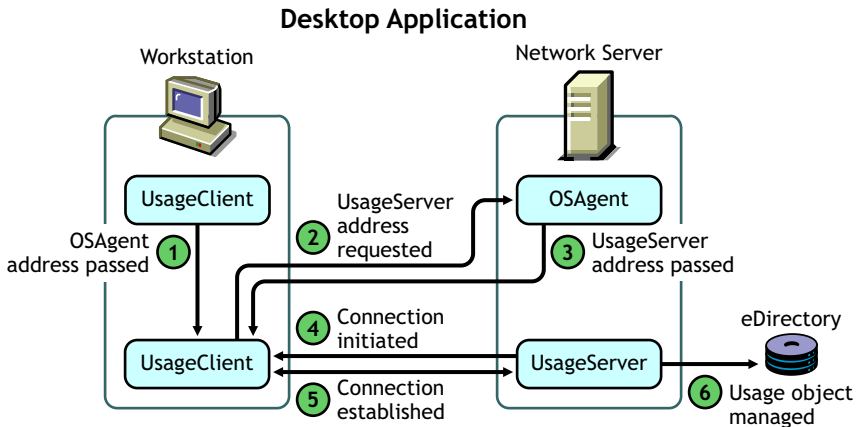 Desktop Application
Workstation
Network Server
UsageClient
OSAgent
OSAgent
address passed
1
2
UsageServer
address
requested
3
UsageServer
address passed
4
Connection
initiated
eDirectory
UsageClient
UsageServer
5
Connection
established
6
Usage object
managed